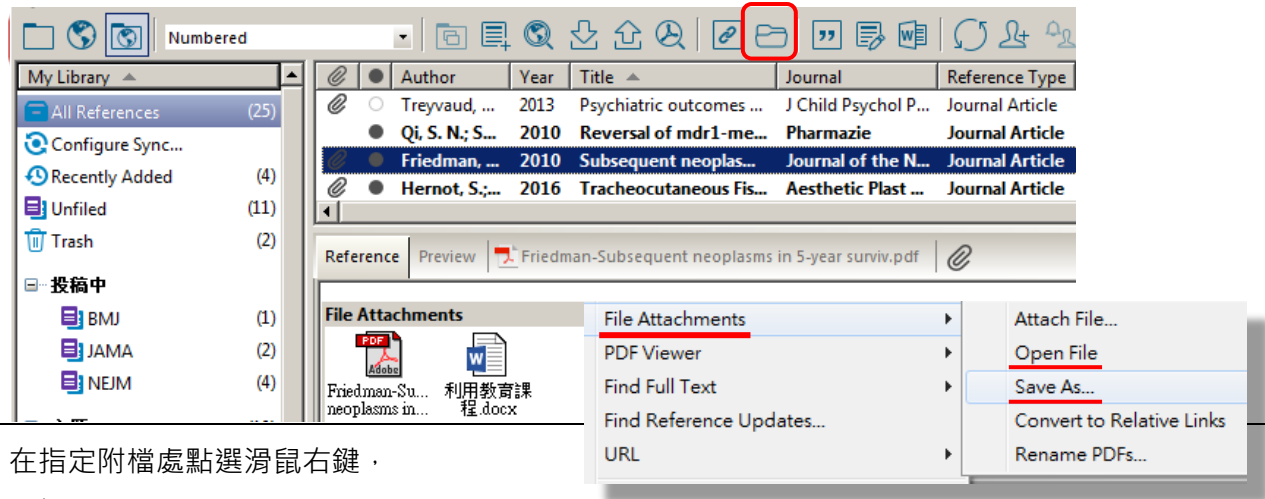 Numbered
My Library
All References (25)
Configure Sync...
Recently Added (4)
Unfiled (11)
Trash (2)
投稿中
BMJ (1)
JAMA (2)
NEJM (4)
Author Year Title Journal Reference Type
Treyvaud, ... 2013 Psychiatric outcomes ... J Child Psychol P... Journal Article
Qi, S. N.; S... 2010 Reversal of mdr1-me... Pharmazie Journal Article
Friedman, ... 2010 Subsequent neoplas... Journal of the N... Journal Article
Hernot, S.;... 2016 Tracheocutaneous Fis... Aesthetic Plast ... Journal Article
Reference Preview Friedman-Subsequent neoplasms in 5-year surviv.pdf
File Attachments
PDF
Adobe
Friedman-Su...
neoplasms in...
W
利用教育課
程.docx
File Attachments
PDF Viewer
Find Full Text
Find Reference Updates...
URL
Attach File...
Open File
Save As...
Convert to Relative Links
Rename PDFs...
在指定附檔處點選滑鼠右鍵，